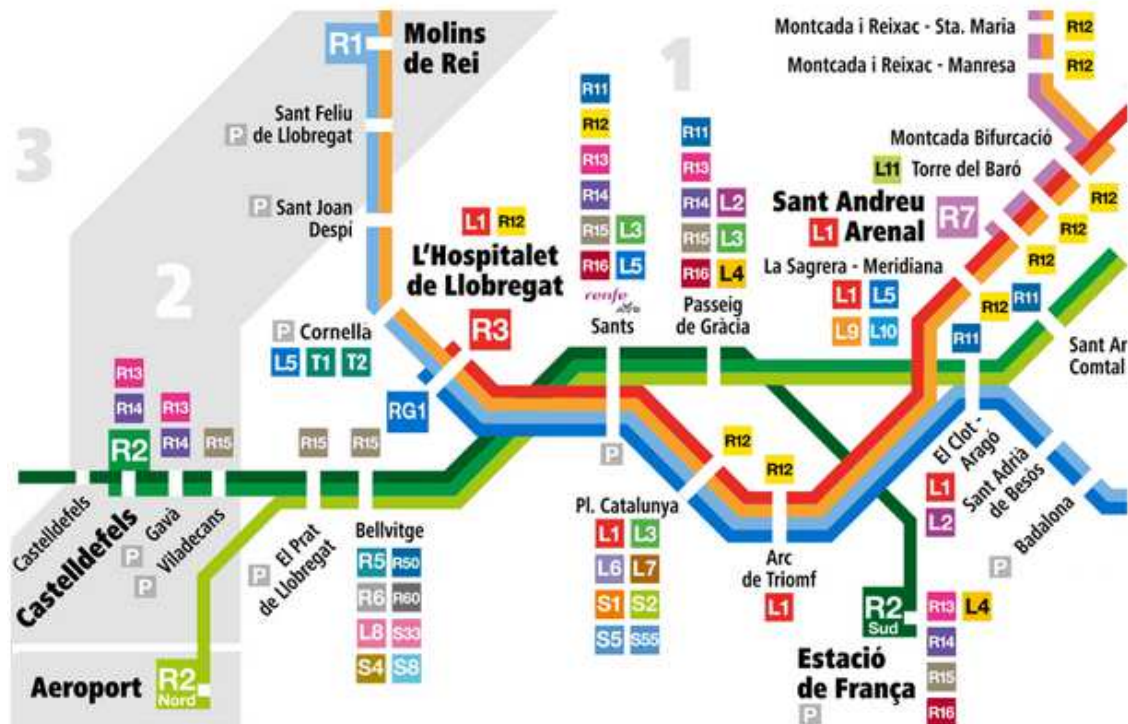 3
2
1
R1
Molins
de Rei
Sant Feliu
de Llobregat
P
Sant Joan
Despí
P
L1 R12
L'Hospitalet
de Llobregat
R3
P Cornellà
L5 T1 T2
RG1
R11
R12
R13
R14
R15 L3
R16 L5
renfe
Sants
P
R11
R13
R14 L2
R15 L3
R16 L4
Passeig
de Gràcia
Montcada i Reixac - Sta. Maria R12
Montcada i Reixac - Manresa R12
Montcada Bifurcació
R12
L11 Torre del Baró
R12
Sant Andreu
Arenal
L1
R7
R12
La Sagrera - Meridiana
L1 L5
L9 L10
R12
R11
R11
Sant Ar
Comtal
El Clot -
Aragó
L1
L2
Sant Adrià
de Besòs
Badalona
P
R13
R14
R2
Castelldefels
Castelldefels
R13
R14
Gavà
P
R15
Viladecans
P
R15
El Prat
de Llobregat
P
R15
Bellvitge
R5 R50
R6 R60
L8 S33
S4 S8
Aeroport
R2
Nord
R12
Pl. Catalunya
L1 L3
L6 L7
S1 S2
S5 S55
R12
Arc
de Triomf
L1
R2
Sud
Estació
de França
P
R13 L4
R14
R15
R16